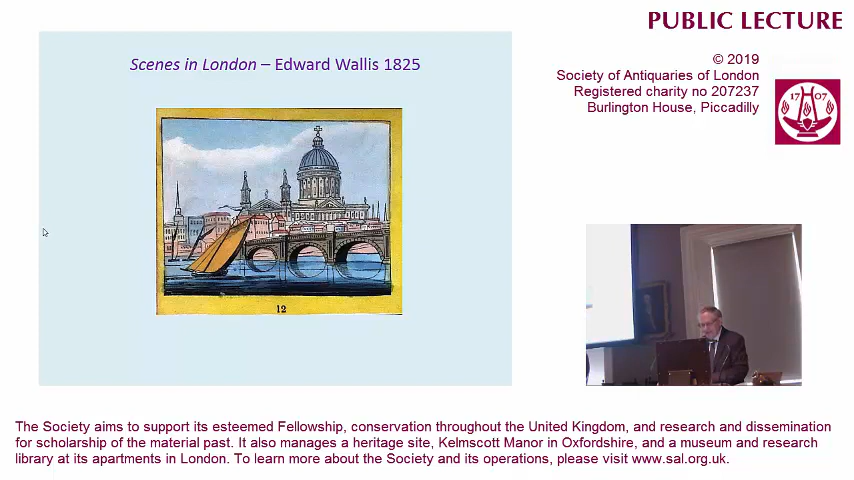 PUBLIC LECTURE
© 2019
Society of Antiquaries of London
Registered charity no 207237
Burlington House, Piccadilly
1707
Scenes in London – Edward Wallis 1825
12
The Society aims to support its esteemed Fellowship, conservation throughout the United Kingdom, and research and dissemination
for scholarship of the material past. It also manages a heritage site, Kelmscott Manor in Oxfordshire, and a museum and research
library at its apartments in London. To learn more about the Society and its operations, please visit www.sal.org.uk.